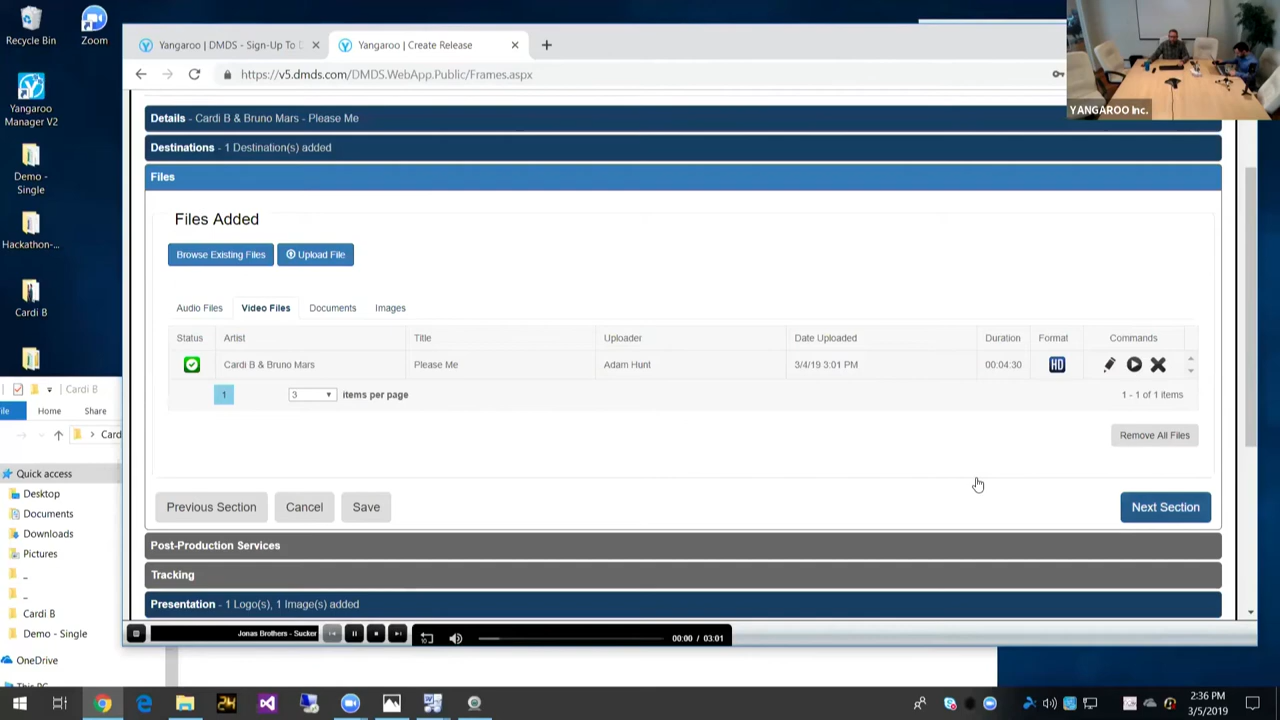 Recycle Bin
Zoom
Yangaroo
Manager V2
Demo -
Single
Hackathon-...
Cardi B
Yangaroo | DMDS - Sign-Up To
Yangaroo | Create Release
https://v5.dmds.com/DMDS.WebApp.Public/Frames.aspx
YANGAROO Inc.
Details - Cardi B & Bruno Mars - Please Me
Destinations - 1 Destination(s) added
Files
Files Added
Browse Existing Files
Upload File
Audio Files
Video Files
Documents
Images
Status Artist Title Uploader Date Uploaded Duration Format Commands
Cardi B & Bruno Mars Please Me Adam Hunt 3/4/19 3:01 PM 00:04:30 HD
1 3 items per page 1 - 1 of 1 items
Remove All Files
Previous Section
Cancel
Save
Next Section
Post-Production Services
Tracking
Presentation - 1 Logo(s), 1 Image(s) added
Jonas Brothers - Sucker
10
00:00 / 03:01
Cardi B
ile Home Share
Card
Quick access
Desktop
Documents
Downloads
Pictures
_
_
Cardi B
Demo - Single
OneDrive
2:36 PM
3/5/2019